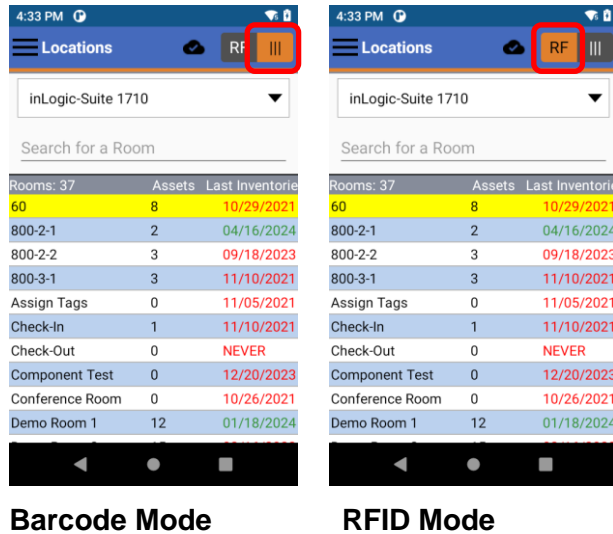 4:33 PM
Locations RF |||
inLogic-Suite 1710
Search for a Room
Rooms: 37 Assets Last Inventorie
60 8 10/29/2021
800-2-1 2 04/16/2024
800-2-2 3 09/18/2023
800-3-1 3 11/10/2021
Assign Tags 0 11/05/2021
Check-In 1 11/10/2021
Check-Out 0 NEVER
Component Test 0 12/20/2023
Conference Room 0 10/26/2021
Demo Room 1 12 01/18/2024
Barcode Mode
4:33 PM
Locations RF |||
inLogic-Suite 1710
Search for a Room
Rooms: 37 Assets Last Inventorie
60 8 10/29/2021
800-2-1 2 04/16/2024
800-2-2 3 09/18/2023
800-3-1 3 11/10/2021
Assign Tags 0 11/05/2021
Check-In 1 11/10/2021
Check-Out 0 NEVER
Component Test 0 12/20/2023
Conference Room 0 10/26/2021
Demo Room 1 12 01/18/2024
RFID Mode